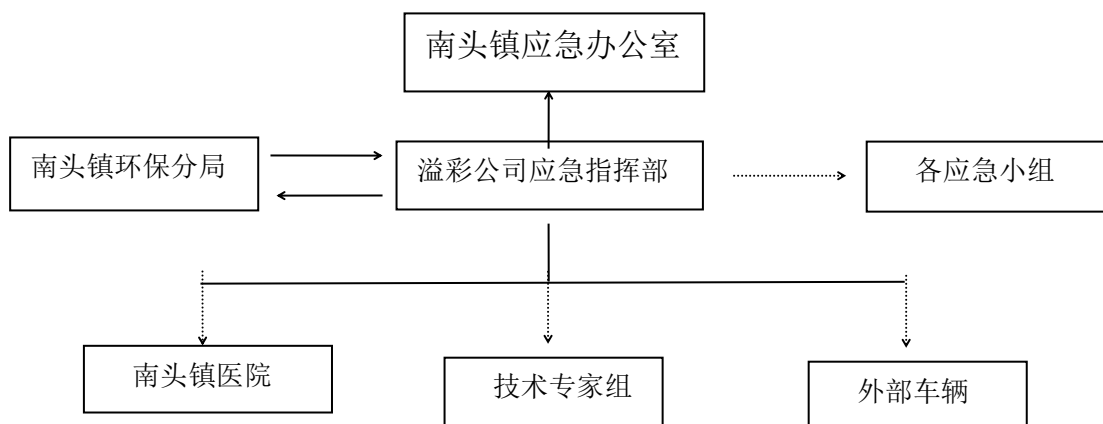 南头镇应急办公室
南头镇环保分局
溢彩公司应急指挥部
各应急小组
南头镇医院
技术专家组
外部车辆